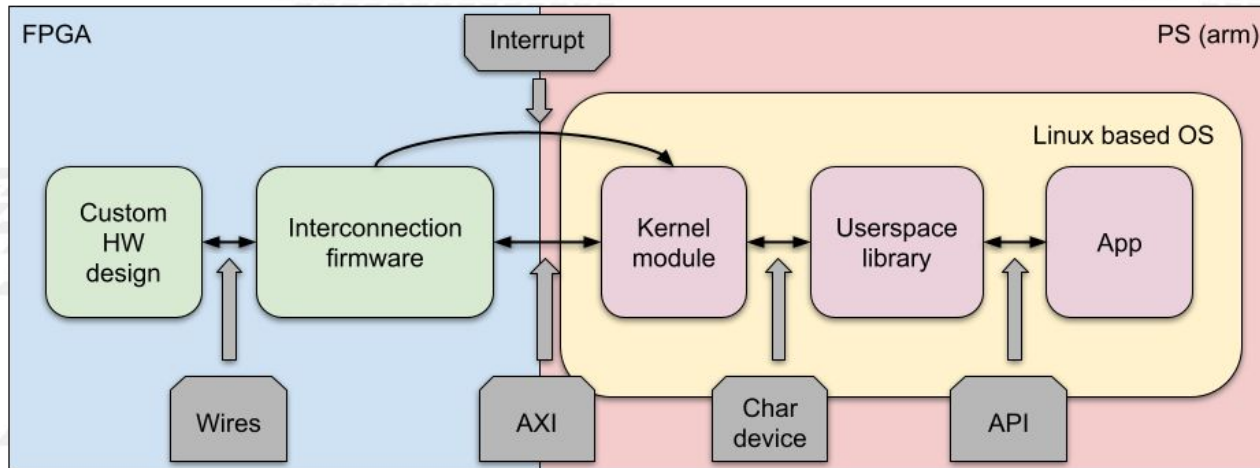 FPGA
Interrupt
PS (arm)
Linux based OS
Custom
HW
design
Interconnection
firmware
Kernel
module
Userspace
library
App
Wires
AXI
Char
device
API